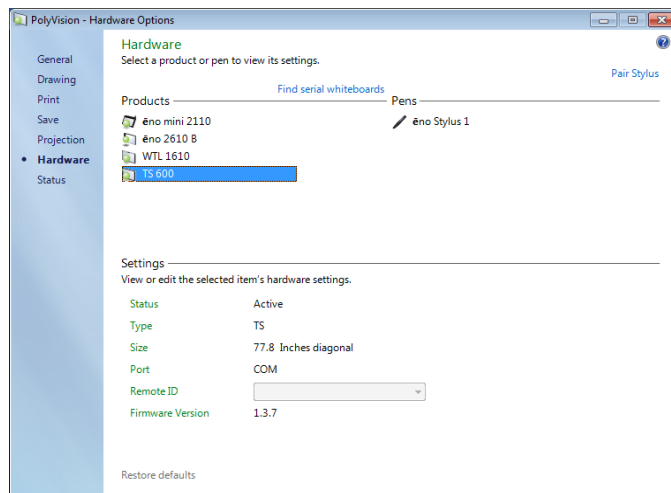 PolyVision - Hardware Options
General
Drawing
Print
Save
Projection
Hardware
Status
Hardware
Select a product or pen to view its settings.
Pair Stylus
Find serial whiteboards
Products
ēno mini 2110
ēno 2610 B
WTL 1610
TS 600
Pens
ēno Stylus 1
Settings
View or edit the selected item's hardware settings.
Status Active
Type TS
Size 77.8 Inches diagonal
Port COM
Remote ID
Firmware Version 1.3.7
Restore defaults